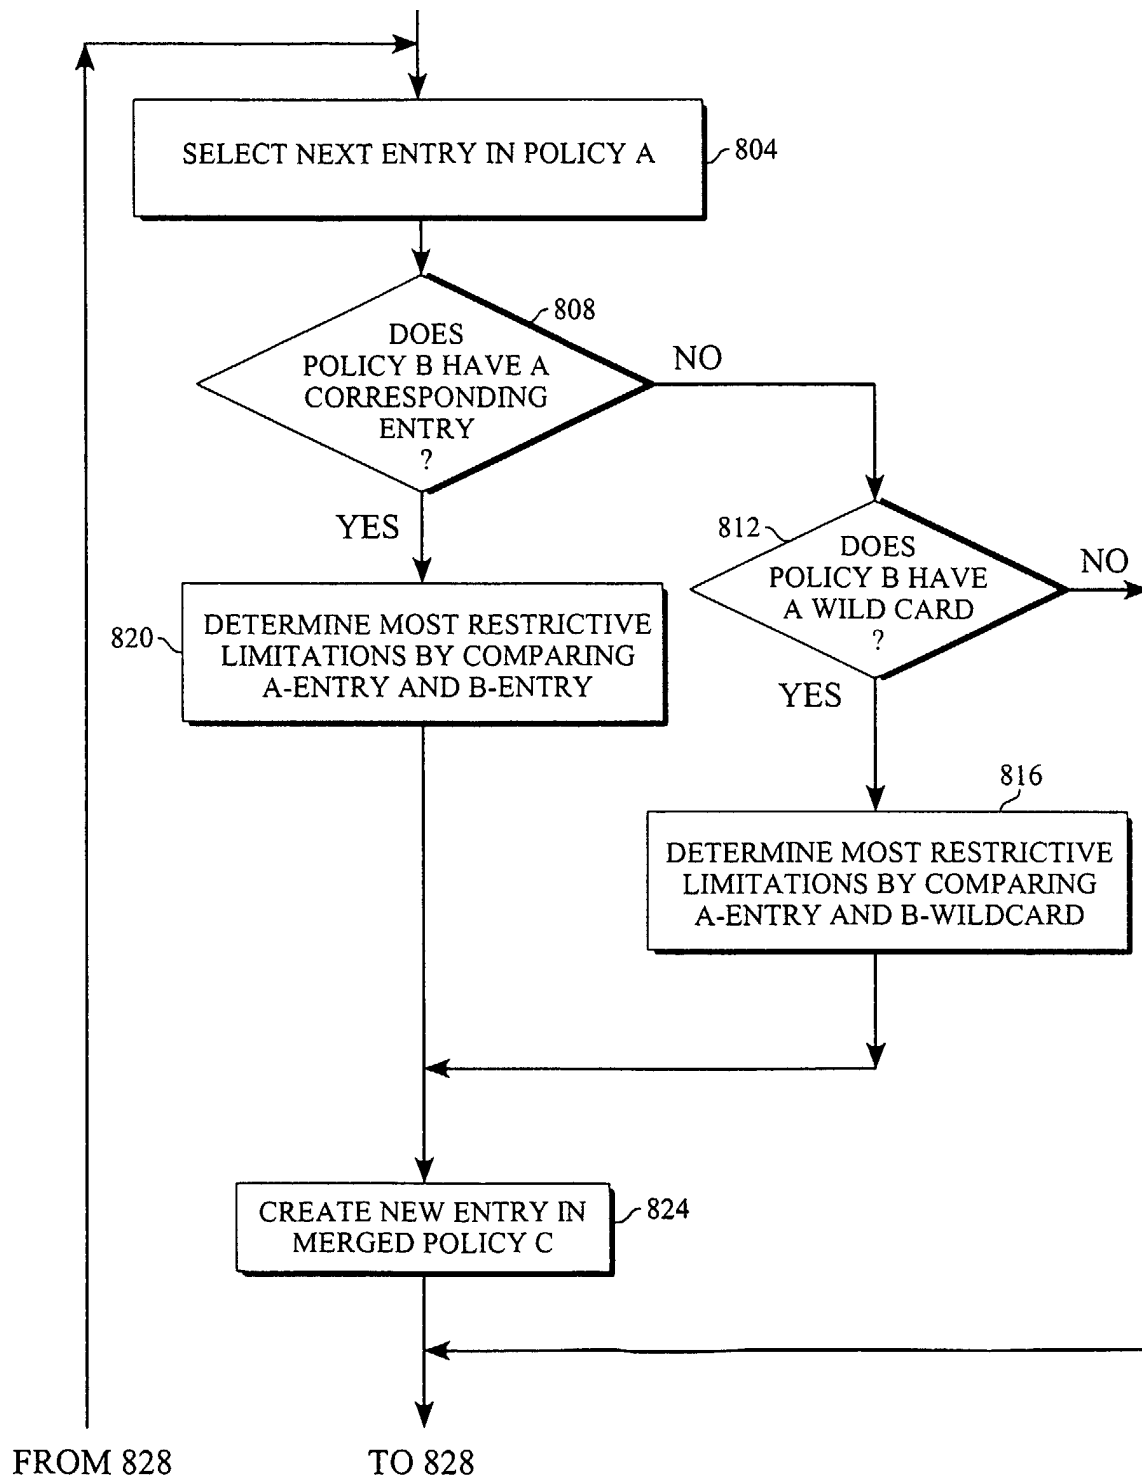 SELECT NEXT ENTRY IN POLICY A
804
808
DOES
POLICY B HAVE A
CORRESPONDING
ENTRY
?
NO
YES
812
DOES
POLICY B HAVE
A WILD CARD
?
NO
YES
820
DETERMINE MOST RESTRICTIVE
LIMITATIONS BY COMPARING
A-ENTRY AND B-ENTRY
816
DETERMINE MOST RESTRICTIVE
LIMITATIONS BY COMPARING
A-ENTRY AND B-WILDCARD
CREATE NEW ENTRY IN
MERGED POLICY C
824
FROM 828
TO 828